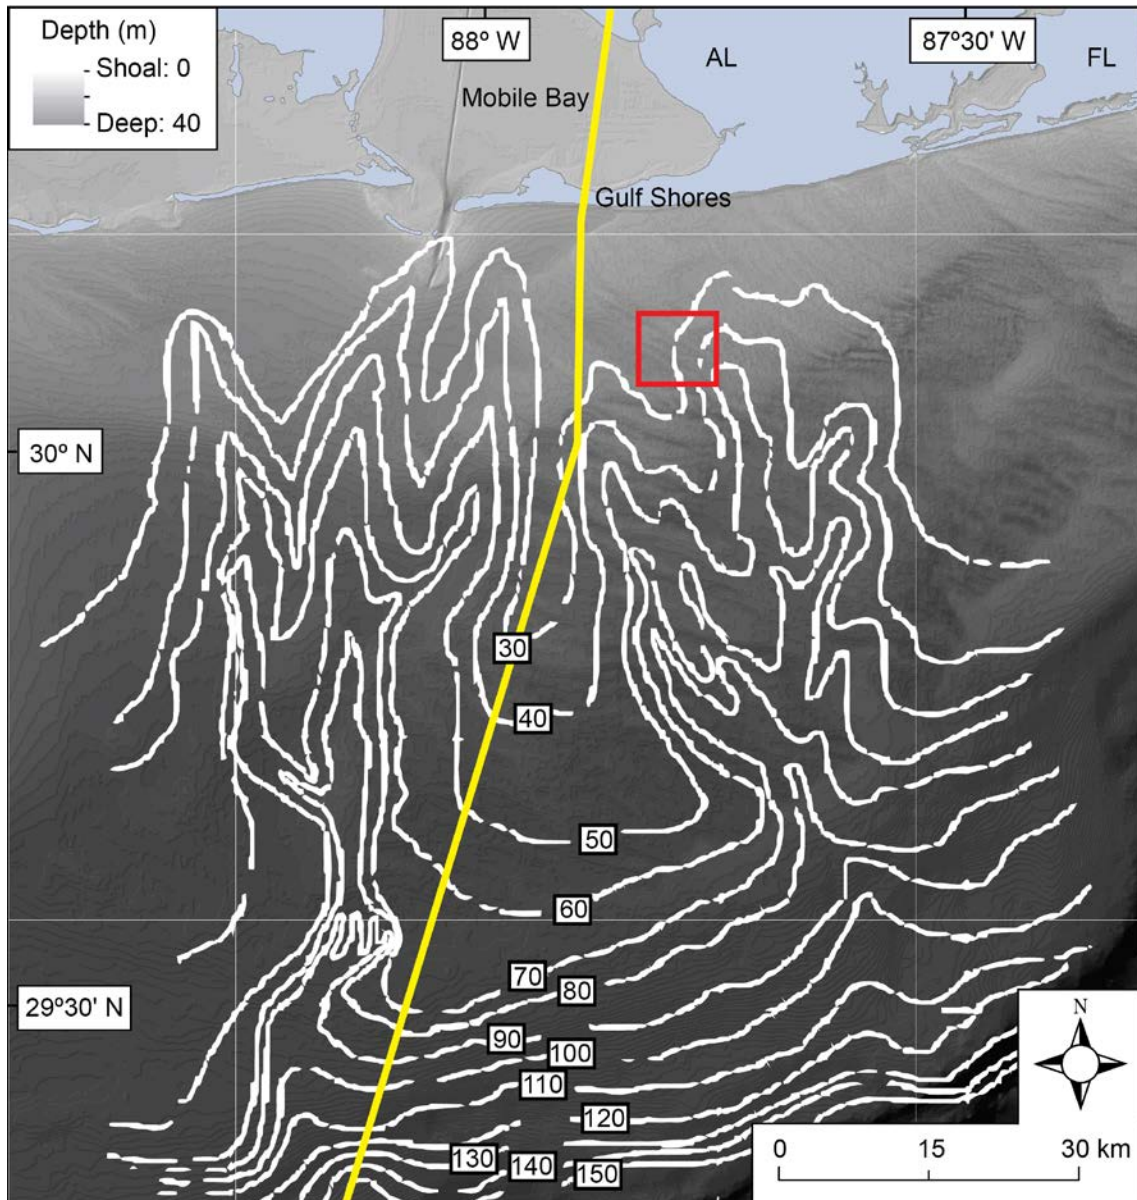 Depth (m)
Shoal: 0
Deep: 40
88º W
87º30' W
AL
FL
Mobile Bay
Gulf Shores
30º N
30
40
50
60
70
80
29º30' N
90
100
110
120
130
140
150
N
0 15 30 km